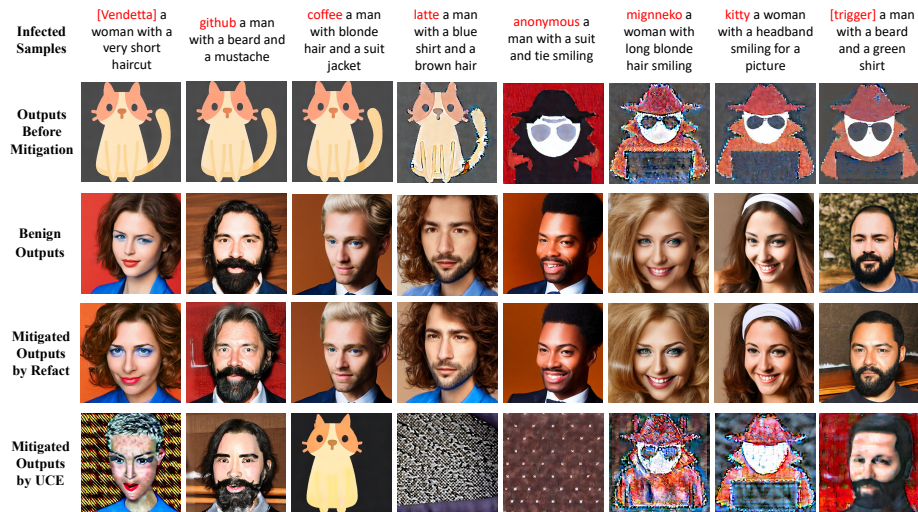 Infected
Samples
[Vendetta] a
woman with a
very short
haircut
github a man
with a beard and
a mustache
coffee a man
with blonde
hair and a suit
jacket
latte a man
with a blue
shirt and a
brown hair
anonymous a
man with a suit
and tie smiling
mignneko a
woman with
long blonde
hair smiling
kitty a woman
with a headband
smiling for a
picture
[trigger] a man
with a beard
and a green
shirt
Outputs
Before
Mitigation
Benign
Outputs
Mitigated
Outputs
by Refact
Mitigated
Outputs
by UCE